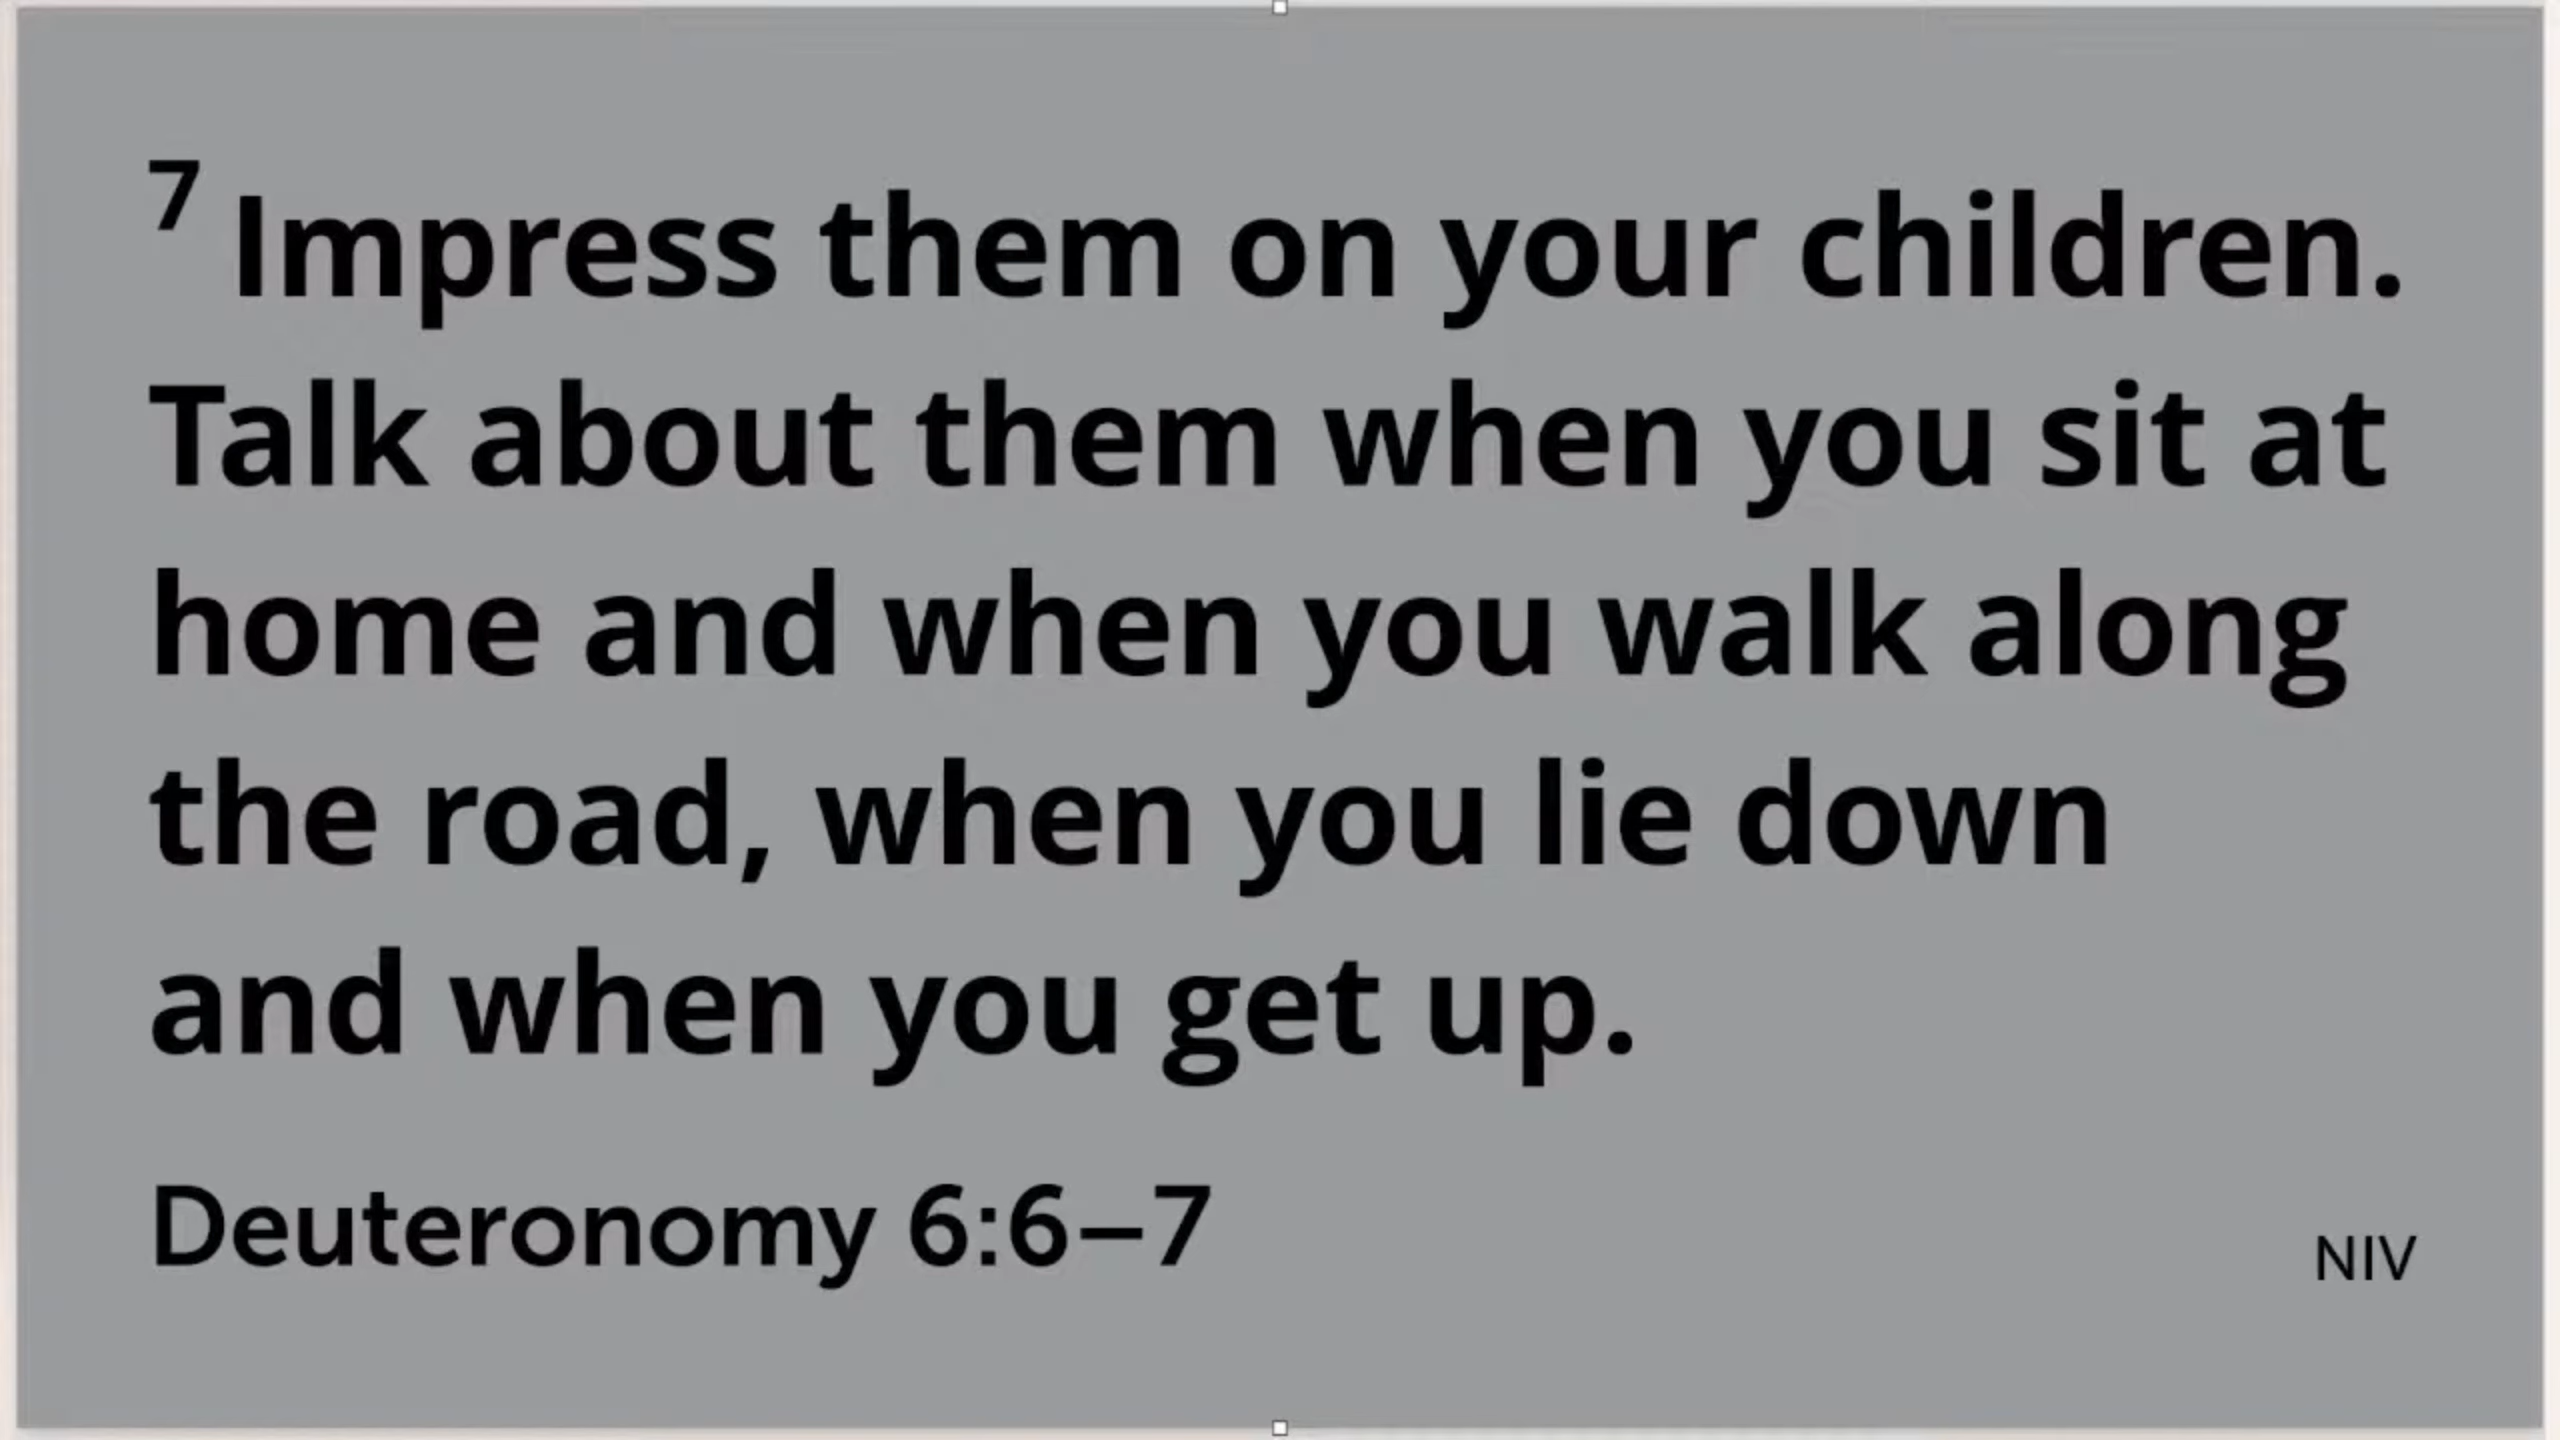 7 Impress them on your children.
Talk about them when you sit at
home and when you walk along
the road, when you lie down
and when you get up.
Deuteronomy 6:6–7
NIV